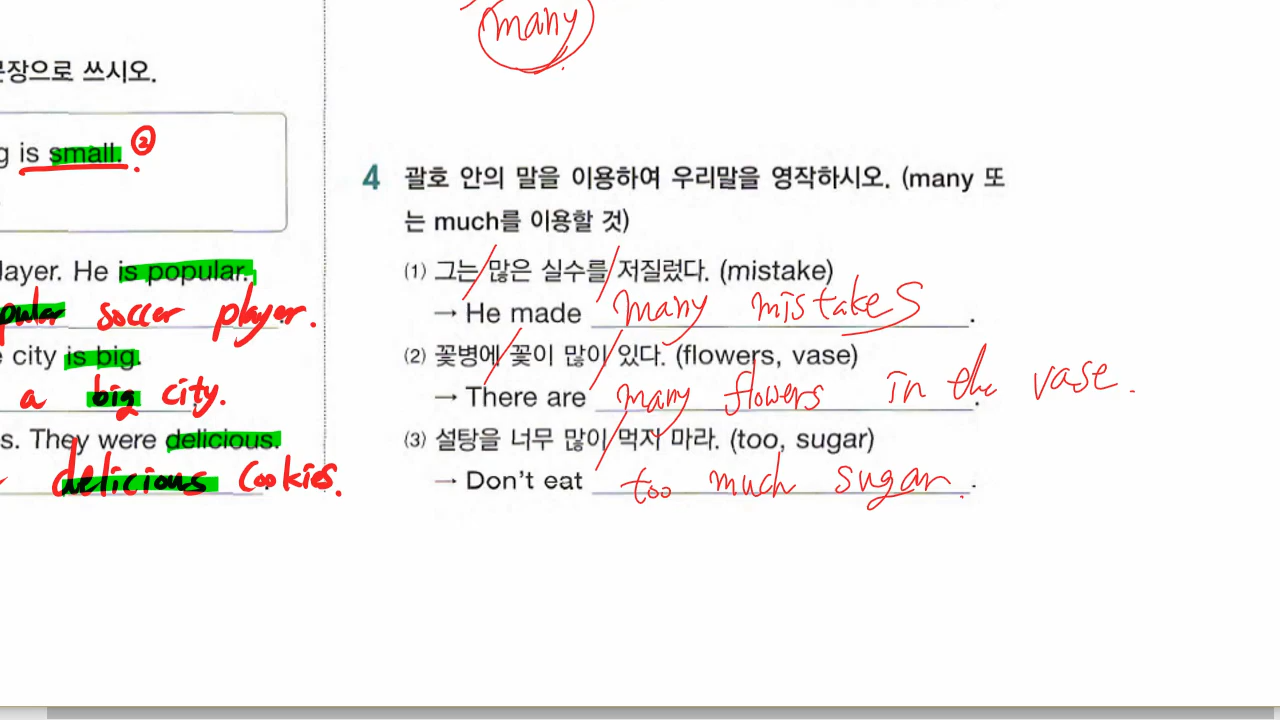 many
문장으로 쓰시오.
g is small. ②
layer. He is popular.
pular soccer player.
e city is big.
a big city.
s. They were delicious.
delicious cookies.
4 괄호 안의 말을 이용하여 우리말을 영작하시오. (many 또
는 much를 이용할 것)
(1) 그는 많은 실수를 저질렀다. (mistake)
→ He made many mistakes.
(2) 꽃병에 꽃이 많이 있다. (flowers, vase)
→ There are many flowers in the vase.
(3) 설탕을 너무 많이 먹지 마라. (too, sugar)
→ Don't eat too much sugar.